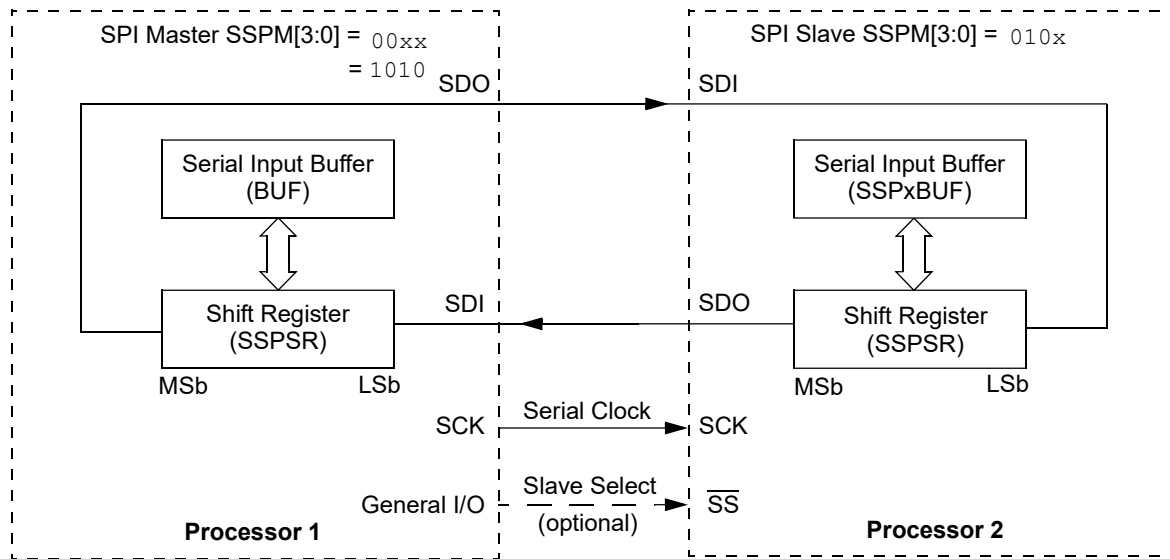 SPI Master SSPM[3:0] = 00xx
= 1010
SPI Slave SSPM[3:0] = 010x
SDO
SDI
Serial Input Buffer
(BUF)
Serial Input Buffer
(SSPxBUF)
Shift Register
(SSPSR)
SDI
SDO
Shift Register
(SSPSR)
MSb
LSb
MSb
LSb
SCK
Serial Clock
SCK
General I/O
Slave Select
(optional)
SS
Processor 1
Processor 2